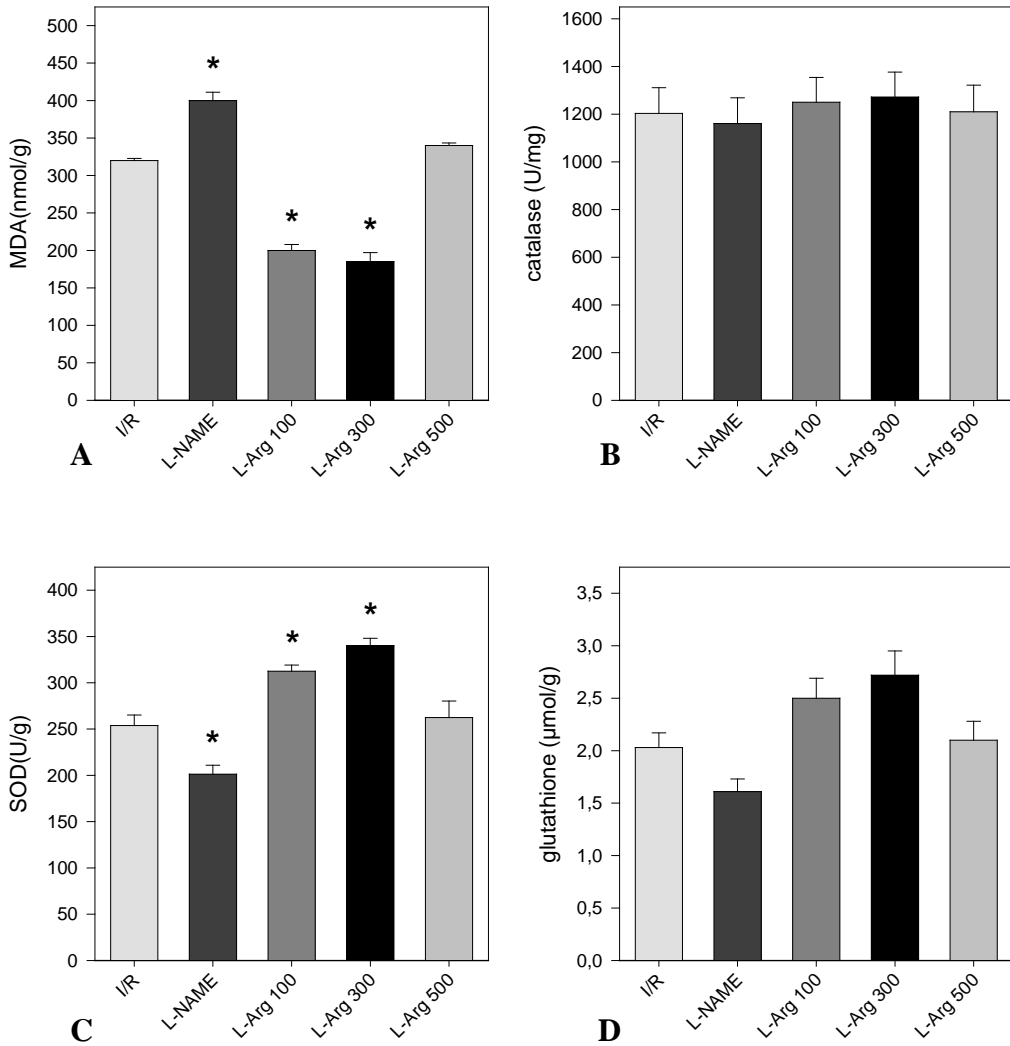 MDA(nmol/g)
500
450
400
350
300
250
200
150
100
50
0
*
*
*
I/R
L-NAME
L-Arg 100
L-Arg 300
L-Arg 500
A
catalase (U/mg)
1600
1400
1200
1000
800
600
400
200
0
I/R
L-NAME
L-Arg 100
L-Arg 300
L-Arg 500
B
SOD(U/g)
400
350
300
250
200
150
100
50
0
*
*
*
I/R
L-NAME
L-Arg 100
L-Arg 300
L-Arg 500
C
glutathione (µmol/g)
3,5
3,0
2,5
2,0
1,5
1,0
0,5
0,0
I/R
L-NAME
L-Arg 100
L-Arg 300
L-Arg 500
D